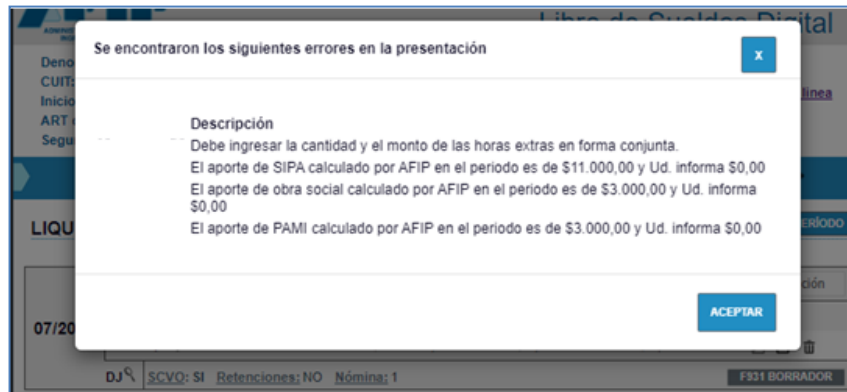 Libro de Sueldos Digital
Se encontraron los siguientes errores en la presentación
x
Deno
CUIT:
Inicio
ART
Segu
linea
Descripción
Debe ingresar la cantidad y el monto de las horas extras en forma conjunta.
El aporte de SIPA calculado por AFIP en el periodo es de $11.000,00 y Ud. informa $0,00
El aporte de obra social calculado por AFIP en el periodo es de $3.000,00 y Ud. informa
$0,00
El aporte de PAMI calculado por AFIP en el periodo es de $3.000,00 y Ud. informa $0,00
LIQU
ERÍODO
ción
ACEPTAR
07/20
DJ SCVO: SI Retenciones: NO Nómina: 1 F931 BORRADOR